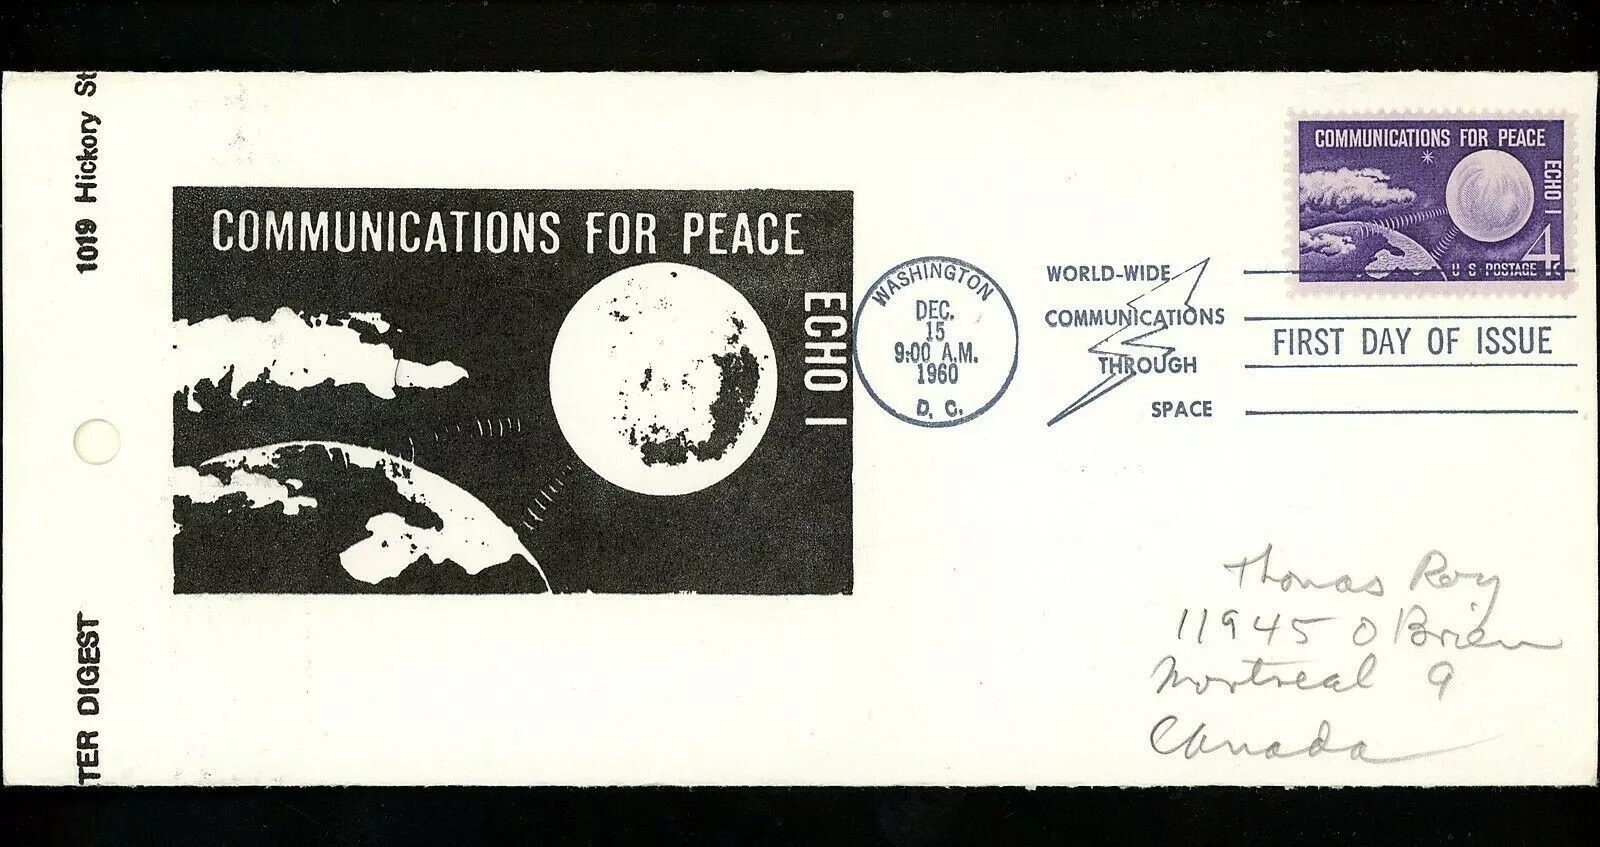 1019 Hickory St
TER DIGEST
COMMUNICATIONS FOR PEACE
ECHO I
WASHINGTON
DEC.
15
9:00 A.M.
1960
D. C.
WORLD-WIDE
COMMUNICATIONS
THROUGH
SPACE
COMMUNICATIONS FOR PEACE
ECHO I
4¢
U S POSTAGE
FIRST DAY OF ISSUE
Thomas Roy
11945 O Brien
Montreal 9
Canada